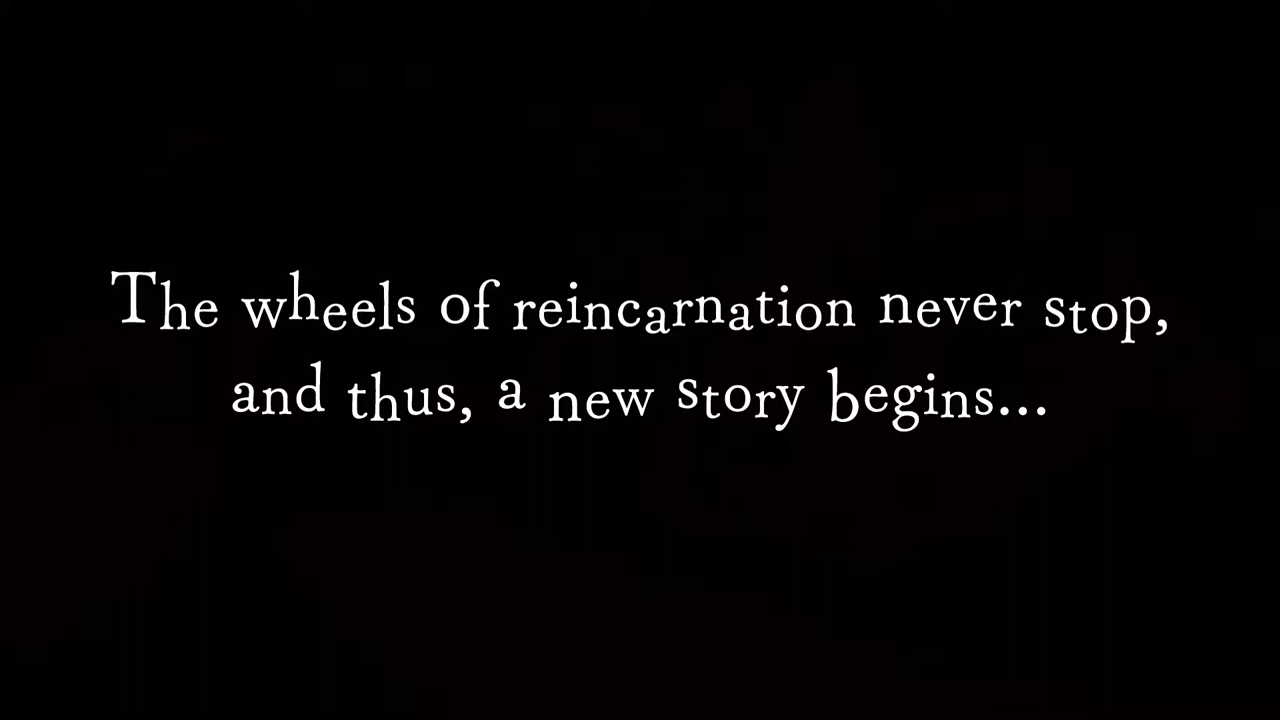 The wheels of reincarnation never stop,
and thus, a new story begins...